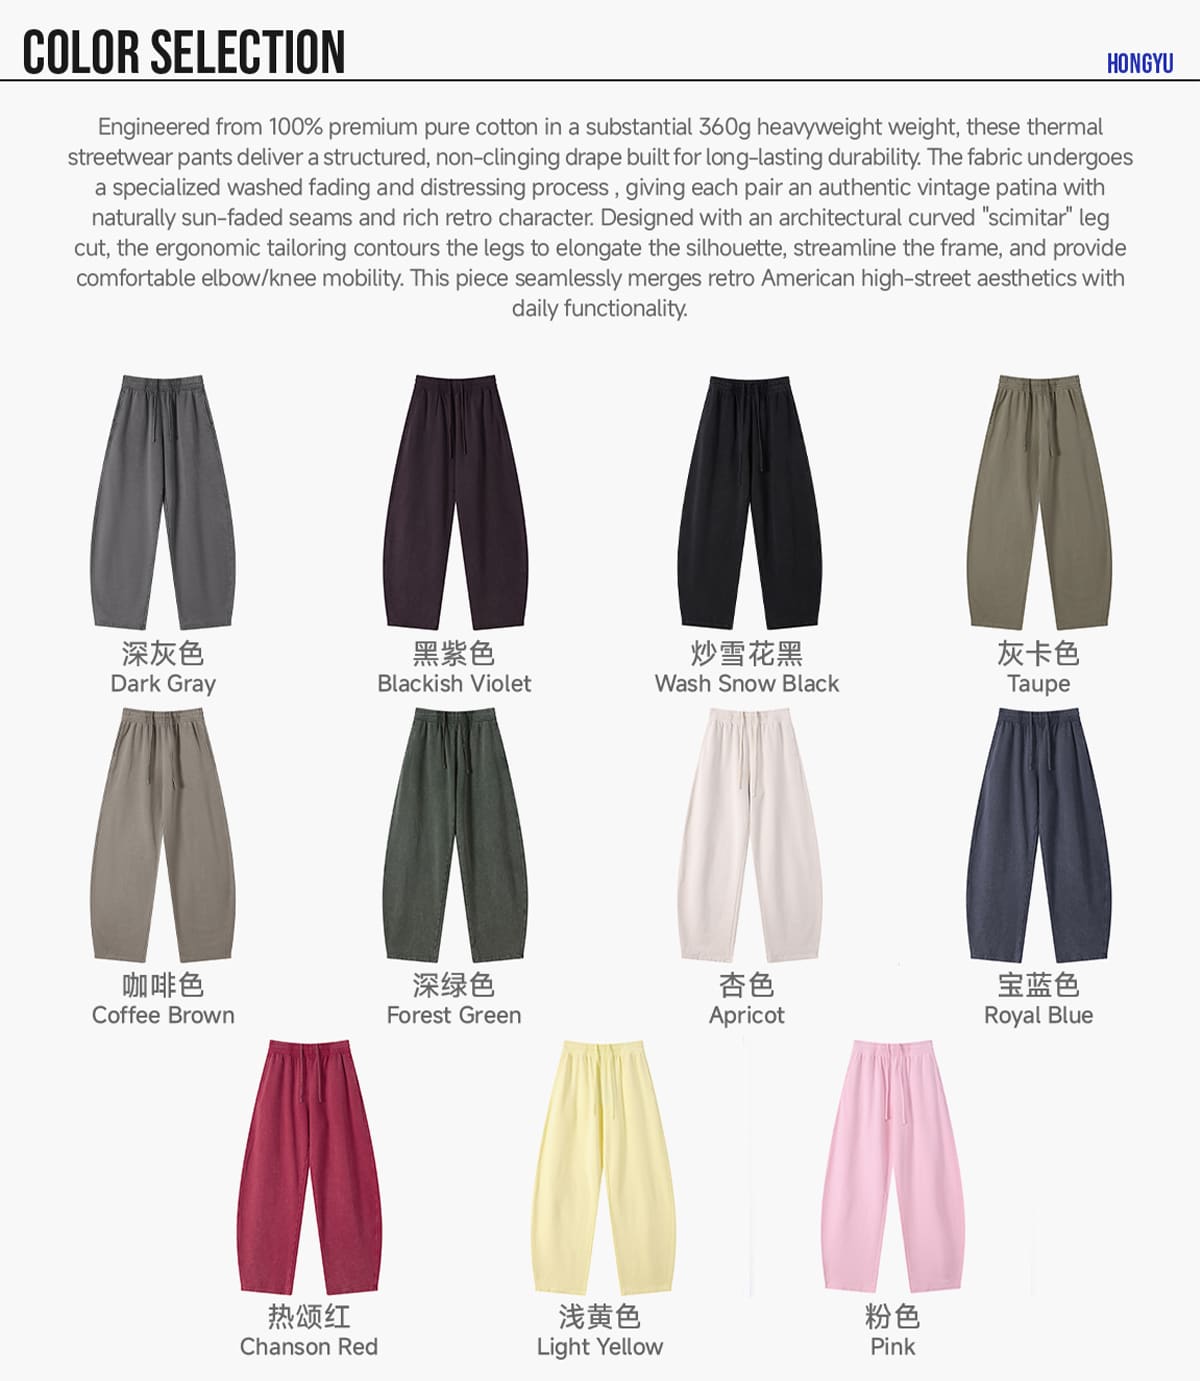 COLOR SELECTION
HONGYU
Engineered from 100% premium pure cotton in a substantial 360g heavyweight weight, these thermal
streetwear pants deliver a structured, non-clinging drape built for long-lasting durability. The fabric undergoes
a specialized washed fading and distressing process , giving each pair an authentic vintage patina with
naturally sun-faded seams and rich retro character. Designed with an architectural curved "scimitar" leg
cut, the ergonomic tailoring contours the legs to elongate the silhouette, streamline the frame, and provide
comfortable elbow/knee mobility. This piece seamlessly merges retro American high-street aesthetics with
daily functionality.
深灰色
Dark Gray
黑紫色
Blackish Violet
炒雪花黑
Wash Snow Black
灰卡色
Taupe
咖啡色
Coffee Brown
深绿色
Forest Green
杏色
Apricot
宝蓝色
Royal Blue
热颂红
Chanson Red
浅黄色
Light Yellow
粉色
Pink